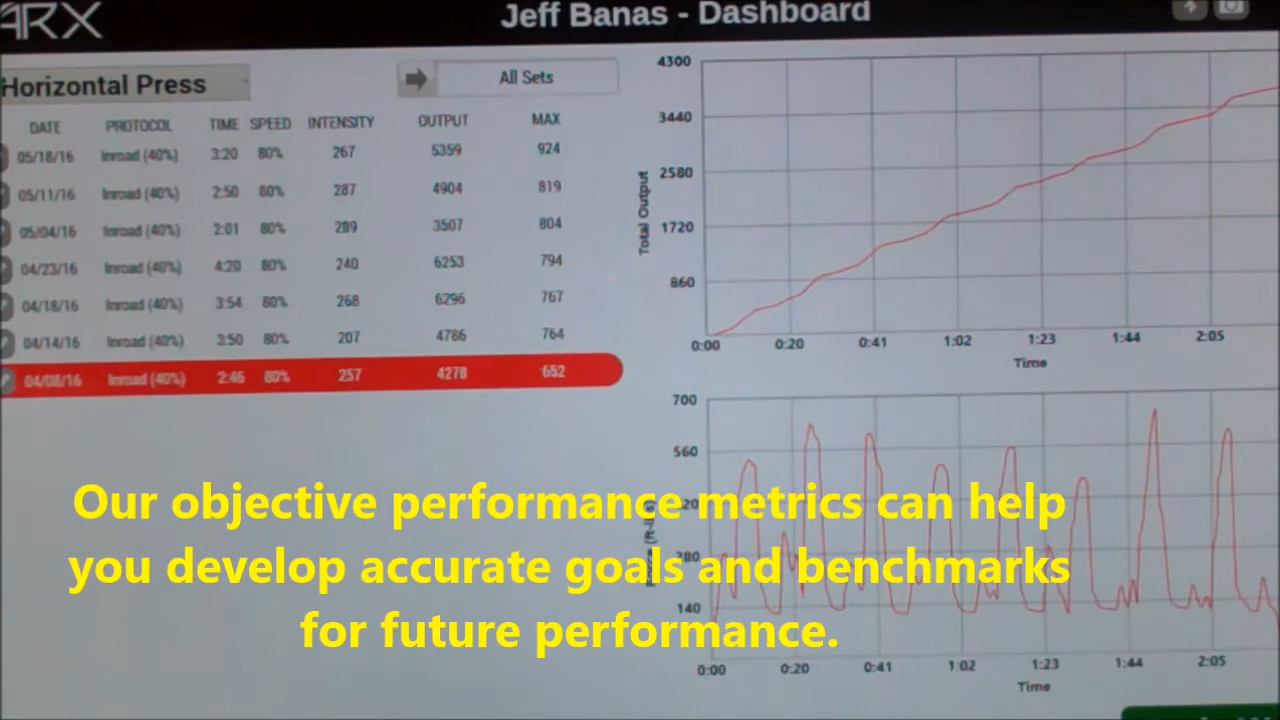 ARX
Jeff Banas - Dashboard
Horizontal Press
All Sets
DATE PROTOCOL TIME SPEED INTENSITY OUTPUT MAX
05/18/16 Inroad (40%) 3:20 80% 267 5359 924
05/11/16 Inroad (40%) 2:50 80% 287 4904 819
05/04/16 Inroad (40%) 2:01 80% 289 3507 804
04/23/16 Inroad (40%) 4:20 80% 240 6253 794
04/18/16 Inroad (40%) 3:54 80% 268 6296 767
04/14/16 Inroad (40%) 3:50 80% 207 4786 764
04/08/16 Inroad (40%) 2:46 80% 257 4278 652
4300
3440
2580
1720
860
Total Output
0:00 0:20 0:41 1:02 1:23 1:44 2:05
Time
700
560
280
140
0:00 0:20 0:41 1:02 1:23 1:44 2:05
Time
Our objective performance metrics can help
you develop accurate goals and benchmarks
for future performance.